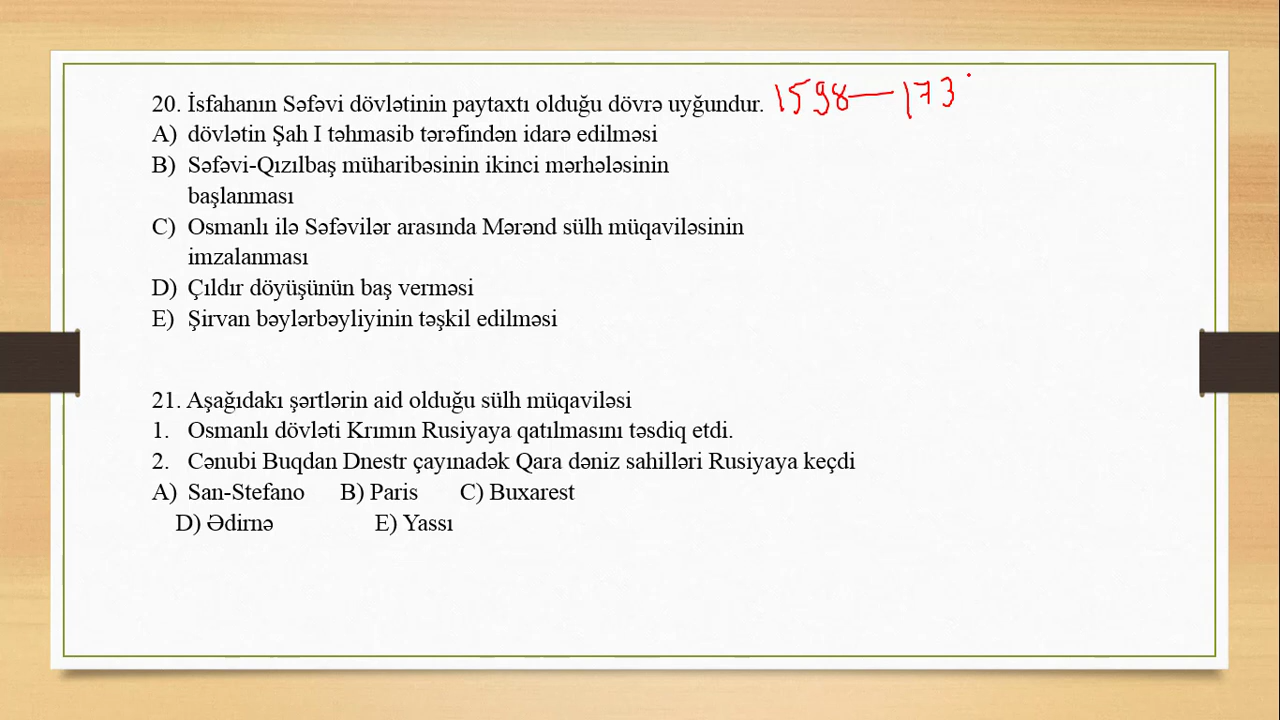 20. İsfahanın Səfəvi dövlətinin paytaxtı olduğu dövrə uyğundur. 1598—173
A) dövlətin Şah I təhmasib tərəfindən idarə edilməsi
B) Səfəvi-Qızılbaş müharibəsinin ikinci mərhələsinin
başlanması
C) Osmanlı ilə Səfəvilər arasında Mərənd sülh müqaviləsinin
imzalanması
D) Çıldır döyüşünün baş verməsi
E) Şirvan bəylərbəyliyinin təşkil edilməsi
21. Aşağıdakı şərtlərin aid olduğu sülh müqaviləsi
1. Osmanlı dövləti Krımın Rusiyaya qatılmasını təsdiq etdi.
2. Cənubi Buqdan Dnestr çayınadək Qara dəniz sahilləri Rusiyaya keçdi
A) San-Stefano B) Paris C) Buxarest
D) Ədirnə E) Yassı